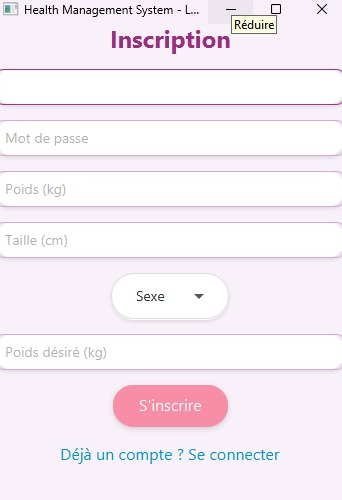 Health Management System - L...
Réduire
Inscription
Mot de passe
Poids (kg)
Taille (cm)
Sexe
Poids désiré (kg)
S'inscrire
Déjà un compte ? Se connecter